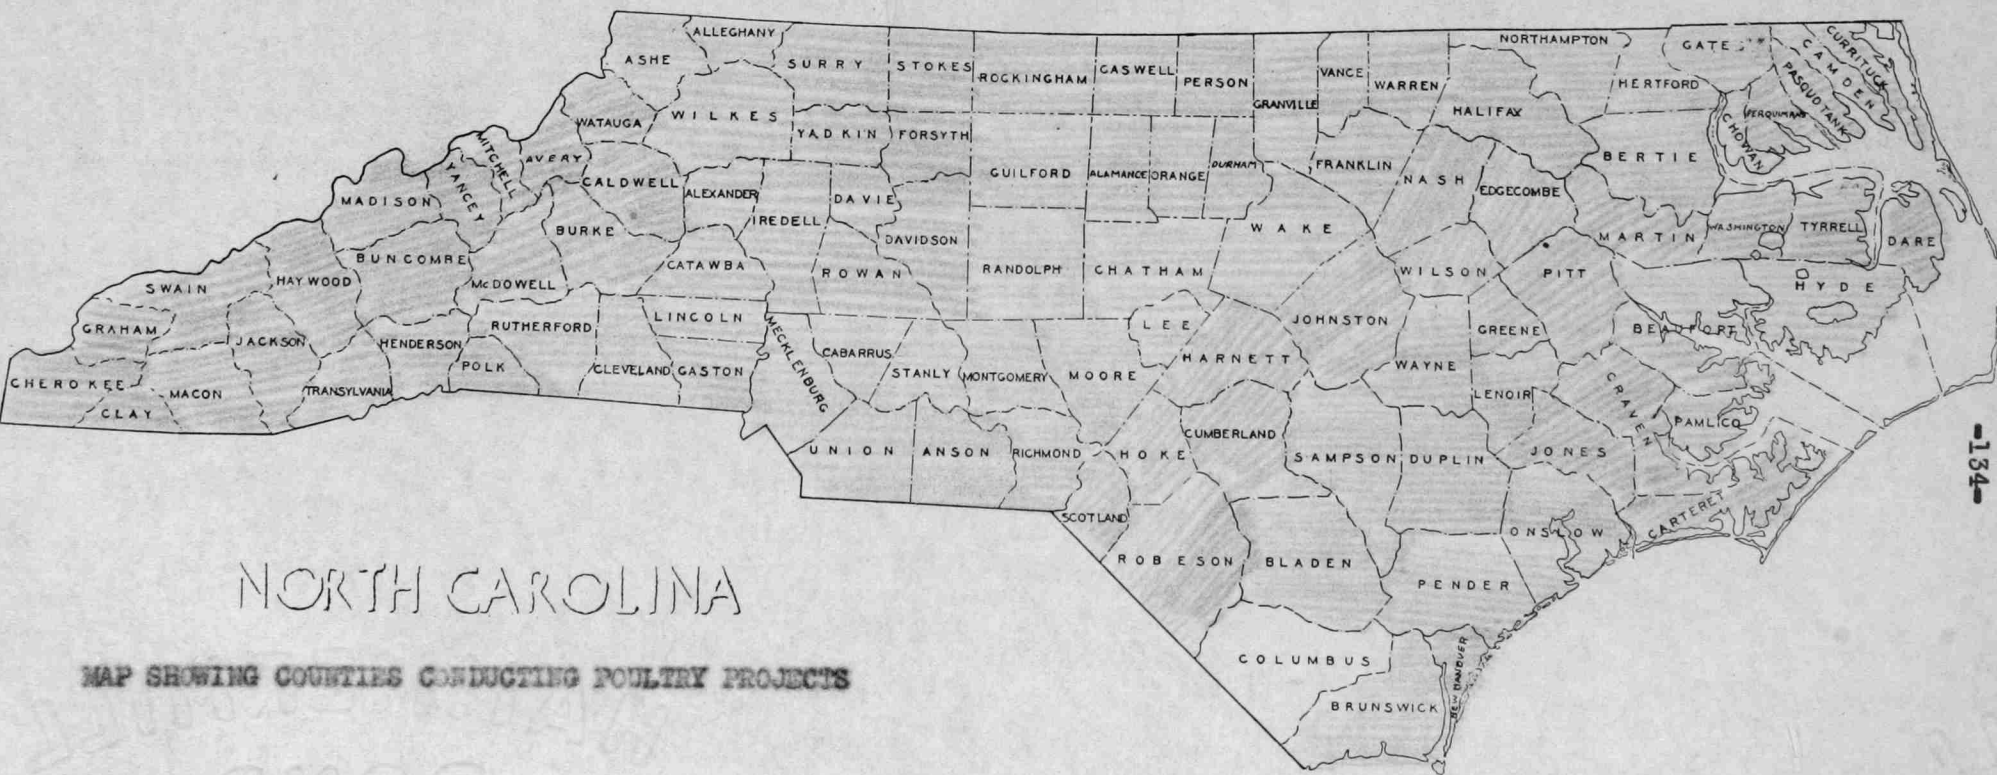 ALLEGHANY
ASHE
SURRY
STOKES
ROCKINGHAM
CASWELL
PERSON
GRANVILLE
VANCE
WARREN
NORTHAMPTON
GATES
HERTFORD
HALIFAX
CURRITUCK
CAMDEN
PASQUOTANK
PERQUIMANS
CHOWAN
BERTIE
WATAUGA
WILKES
YADKIN
FORSYTH
GUILFORD
ALAMANCE
ORANGE
DURHAM
FRANKLIN
NASH
EDGECOMBE
MITCHELL
AVERY
YANCEY
MADISON
CALDWELL
ALEXANDER
IREDELL
DAVIE
DAVIDSON
WAKE
MARTIN
WASHINGTON
TYRRELL
DARE
BURKE
BUNCOMBE
McDOWELL
CATAWBA
ROWAN
RANDOLPH
CHATHAM
WILSON
PITT
HYDE
HAYWOOD
SWAIN
GRAHAM
JACKSON
HENDERSON
RUTHERFORD
LINCOLN
MECKLENBURG
CABARRUS
LEE
JOHNSTON
GREENE
BEAUFORT
CHEROKEE
CLAY
MACON
TRANSYLVANIA
POLK
CLEVELAND
GASTON
STANLY
MONTGOMERY
MOORE
HARNETT
WAYNE
LENOIR
CRAVEN
PAMLICO
UNION
ANSON
RICHMOND
HOKE
CUMBERLAND
SAMPSON
DUPLIN
JONES
SCOTLAND
ROBESON
BLADEN
PENDER
ONSLOW
CARTERET
COLUMBUS
BRUNSWICK
NEW HANOVER
NORTH CAROLINA
MAP SHOWING COUNTIES CONDUCTING POULTRY PROJECTS
-134-